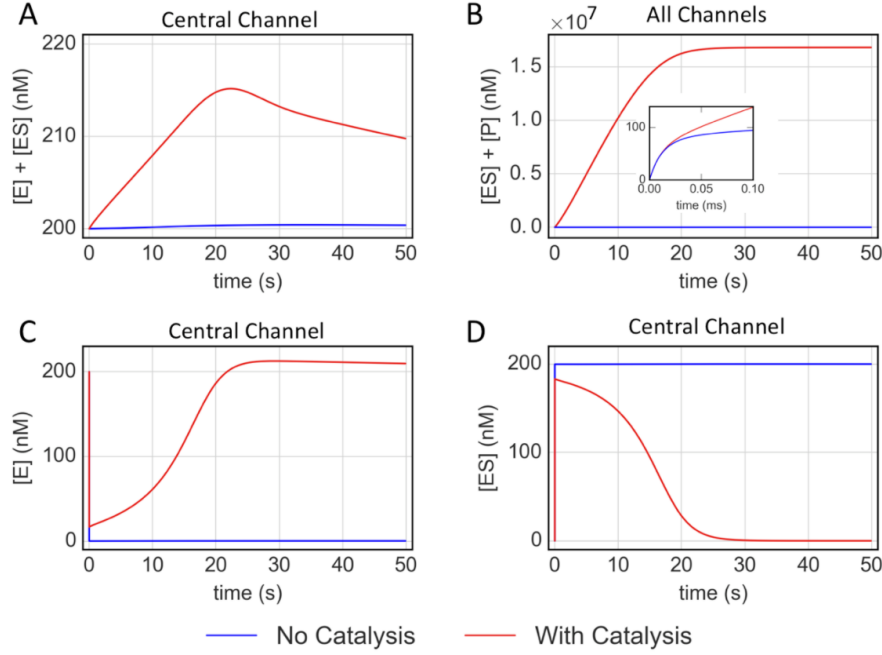 A
Central Channel
220
210
200
[E] + [ES] (nM)
0 10 20 30 40 50
time (s)
B
All Channels
×10⁷
1.5
1.0
0.5
0.0
[ES] + [P] (nM)
100
0
0.00 0.05 0.10
time (ms)
0 10 20 30 40 50
time (s)
C
Central Channel
200
100
0
[E] (nM)
0 10 20 30 40 50
time (s)
D
Central Channel
200
100
0
[ES] (nM)
0 10 20 30 40 50
time (s)
No Catalysis With Catalysis